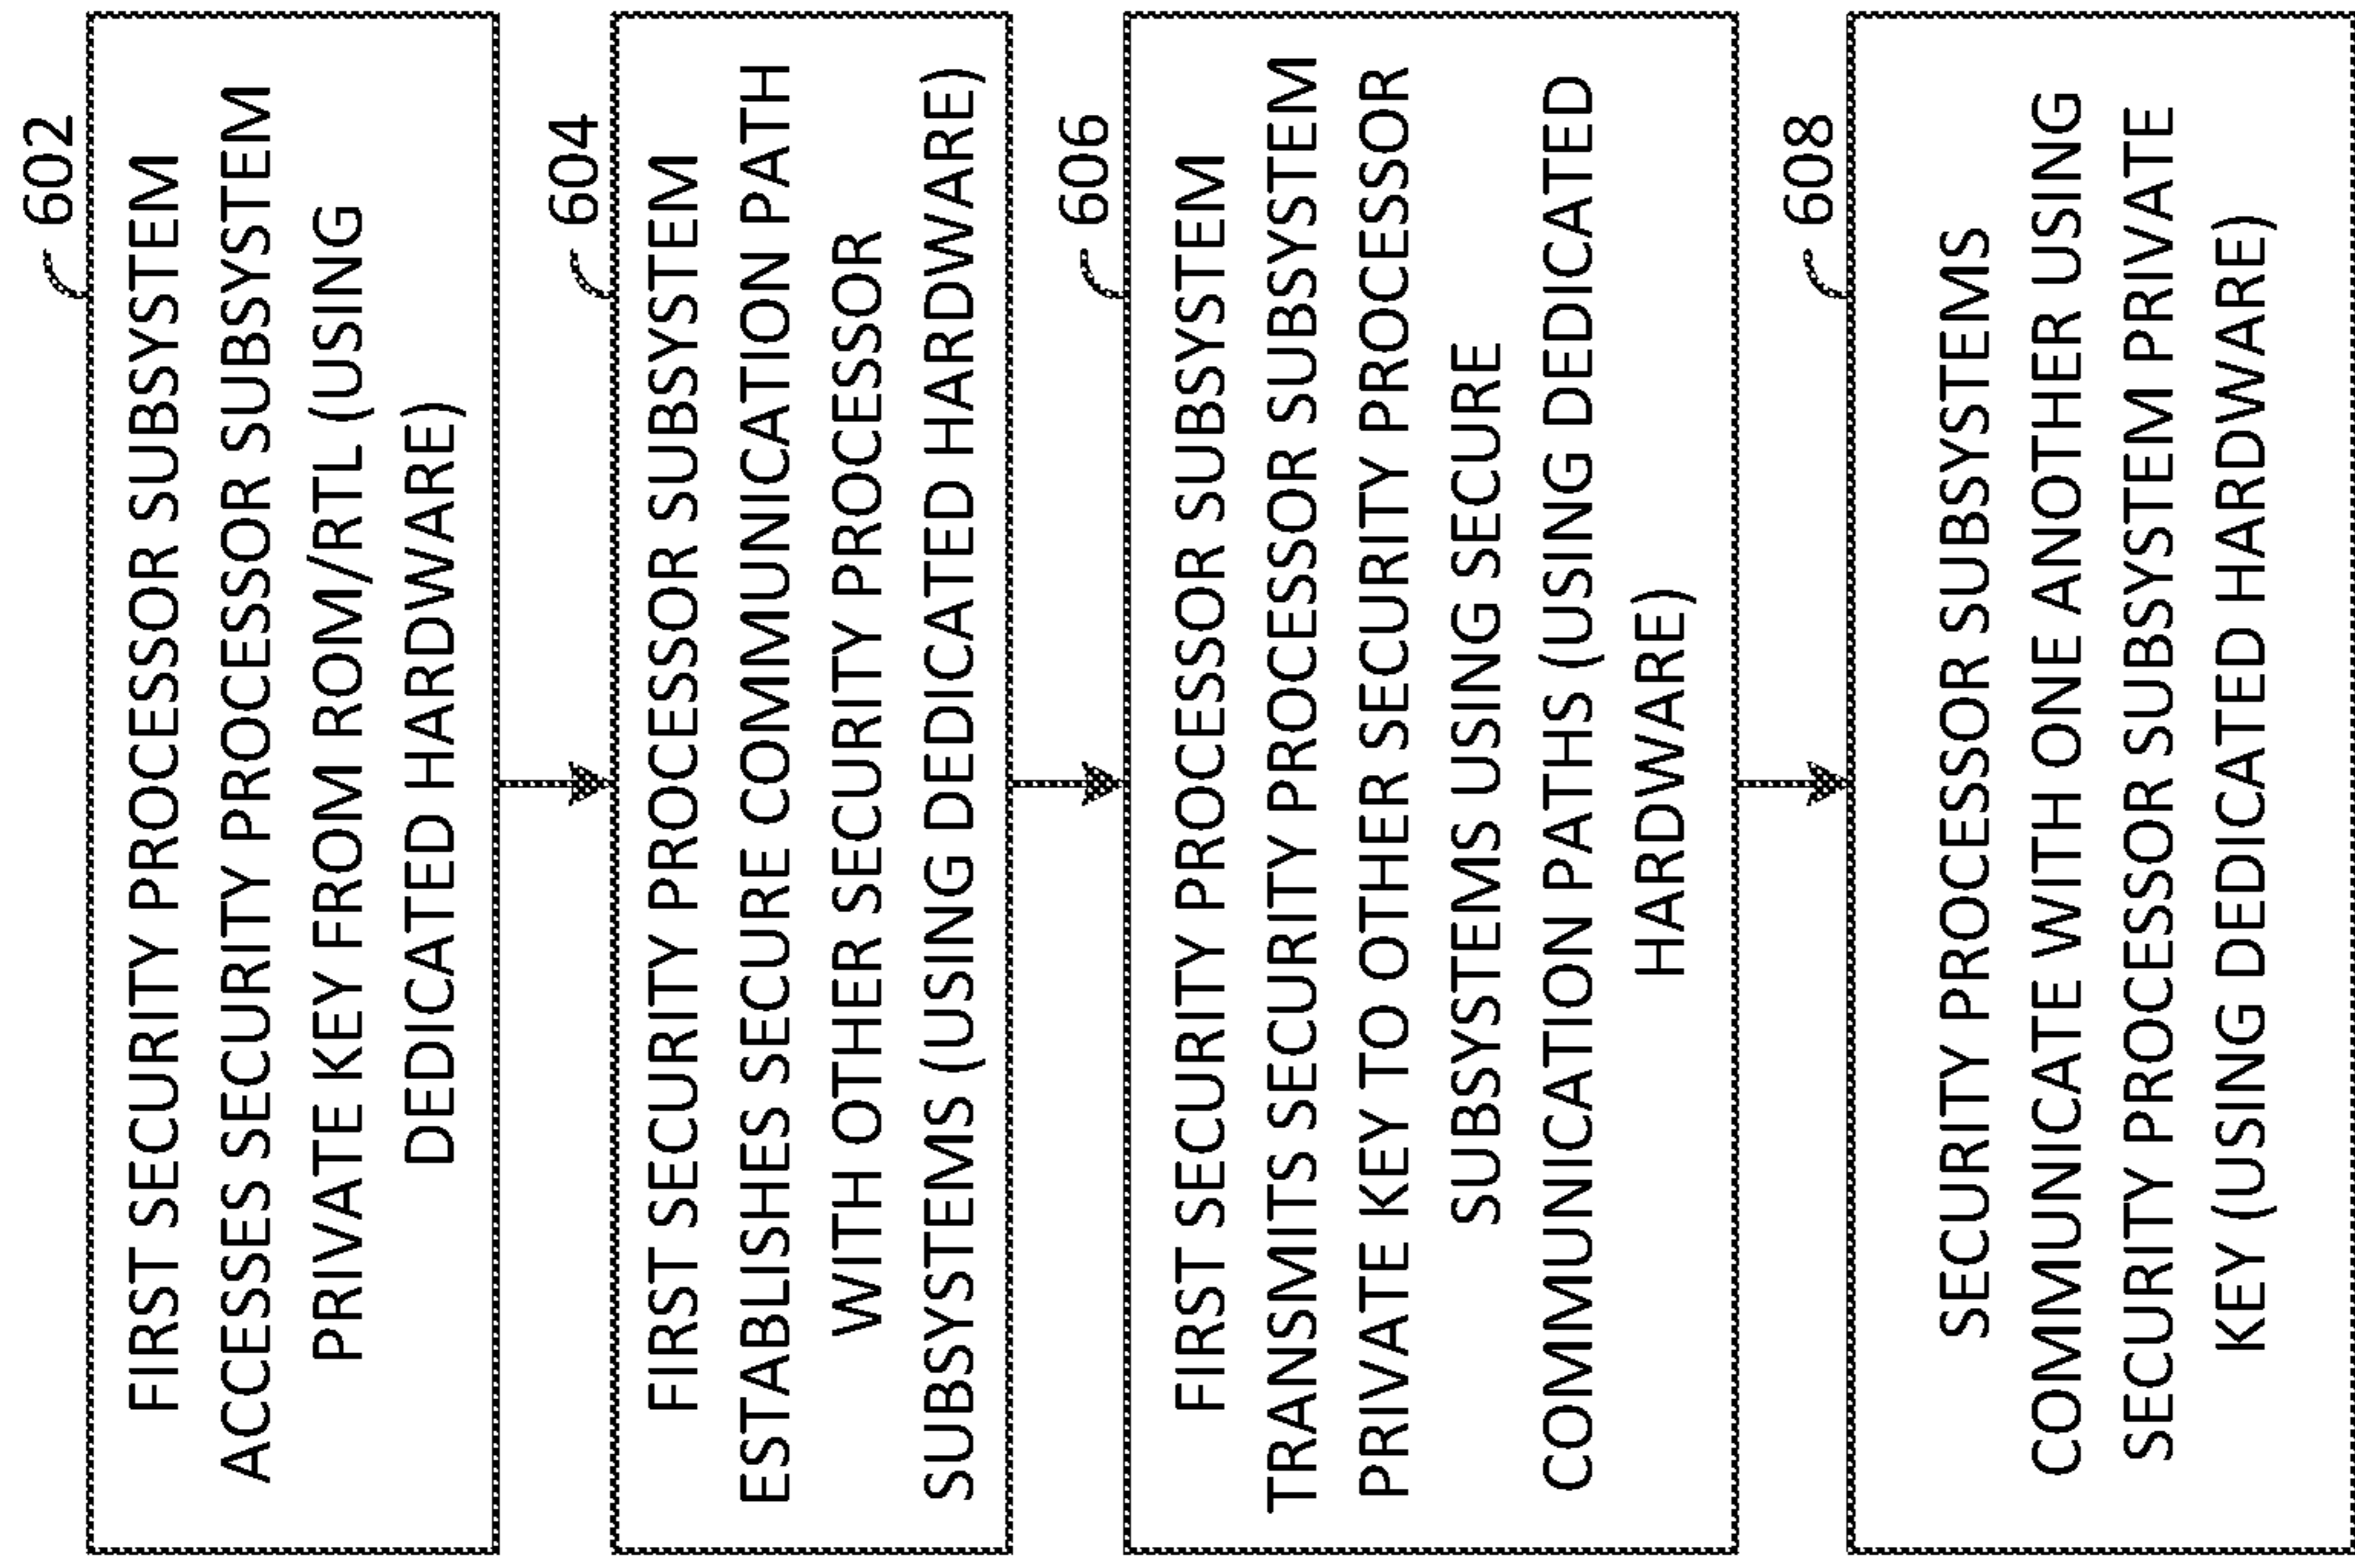 602
FIRST SECURITY PROCESSOR SUBSYSTEM
ACCESSES SECURITY PROCESSOR SUBSYSTEM
PRIVATE KEY FROM ROM/RTL (USING
DEDICATED HARDWARE)
604
FIRST SECURITY PROCESSOR SUBSYSTEM
ESTABLISHES SECURE COMMUNICATION PATH
WITH OTHER SECURITY PROCESSOR
SUBSYSTEMS (USING DEDICATED HARDWARE)
606
FIRST SECURITY PROCESSOR SUBSYSTEM
TRANSMITS SECURITY PROCESSOR SUBSYSTEM
PRIVATE KEY TO OTHER SECURITY PROCESSOR
SUBSYSTEMS USING SECURE
COMMUNICATION PATHS (USING DEDICATED
HARDWARE)
608
SECURITY PROCESSOR SUBSYSTEMS
COMMUNICATE WITH ONE ANOTHER USING
SECURITY PROCESSOR SUBSYSTEM PRIVATE
KEY (USING DEDICATED HARDWARE)